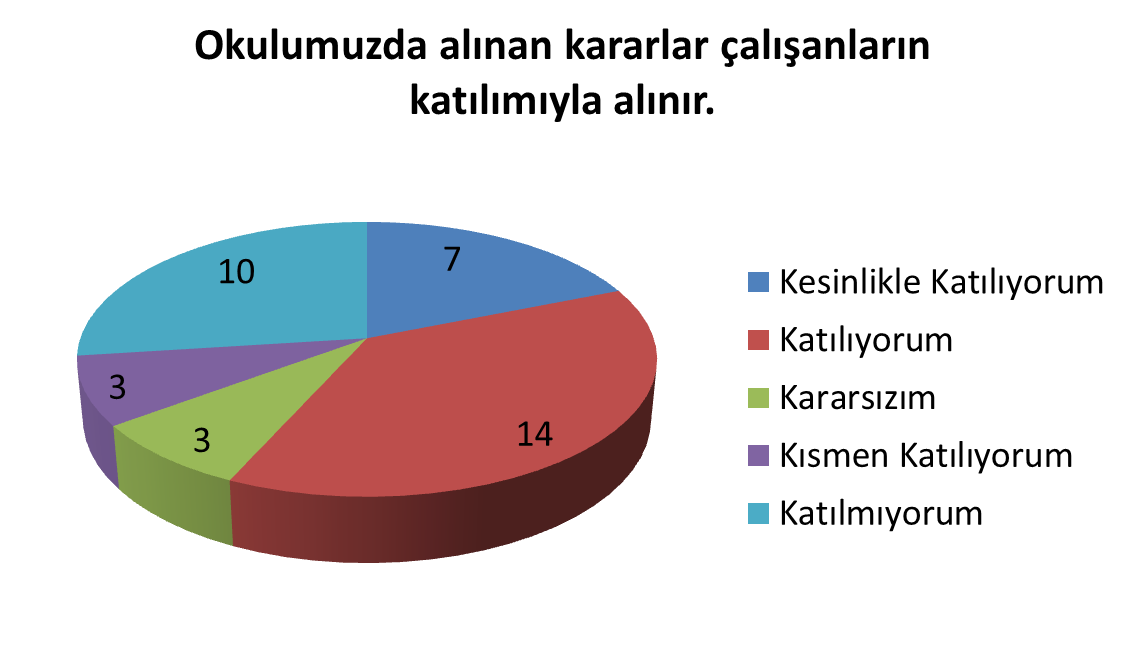 Okulumuzda alınan kararlar çalışanların
katılımıyla alınır.
7
14
3
3
10
Kesinlikle Katılıyorum
Katılıyorum
Kararsızım
Kısmen Katılıyorum
Katılmıyorum